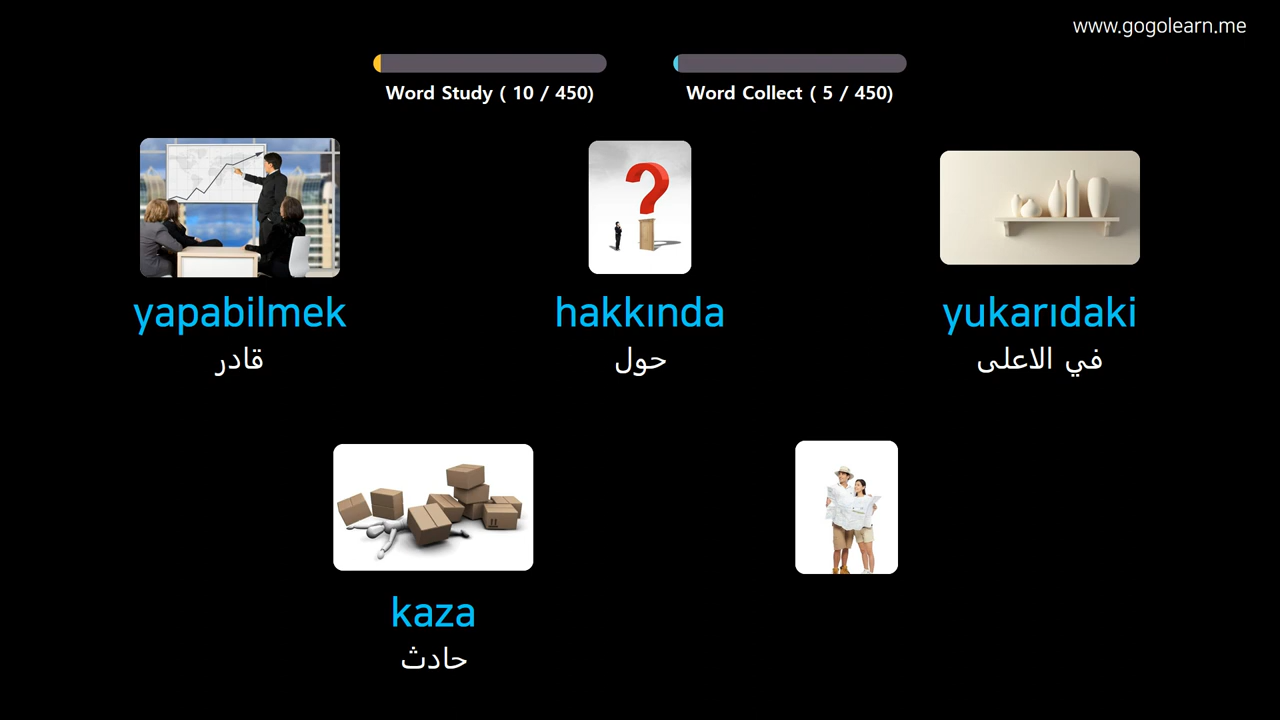 www.gogolearn.me
Word Study ( 10 / 450)
Word Collect ( 5 / 450)
yapabilmek
قادر
hakkında
حول
yukarıdaki
في الاعلى
kaza
حادث